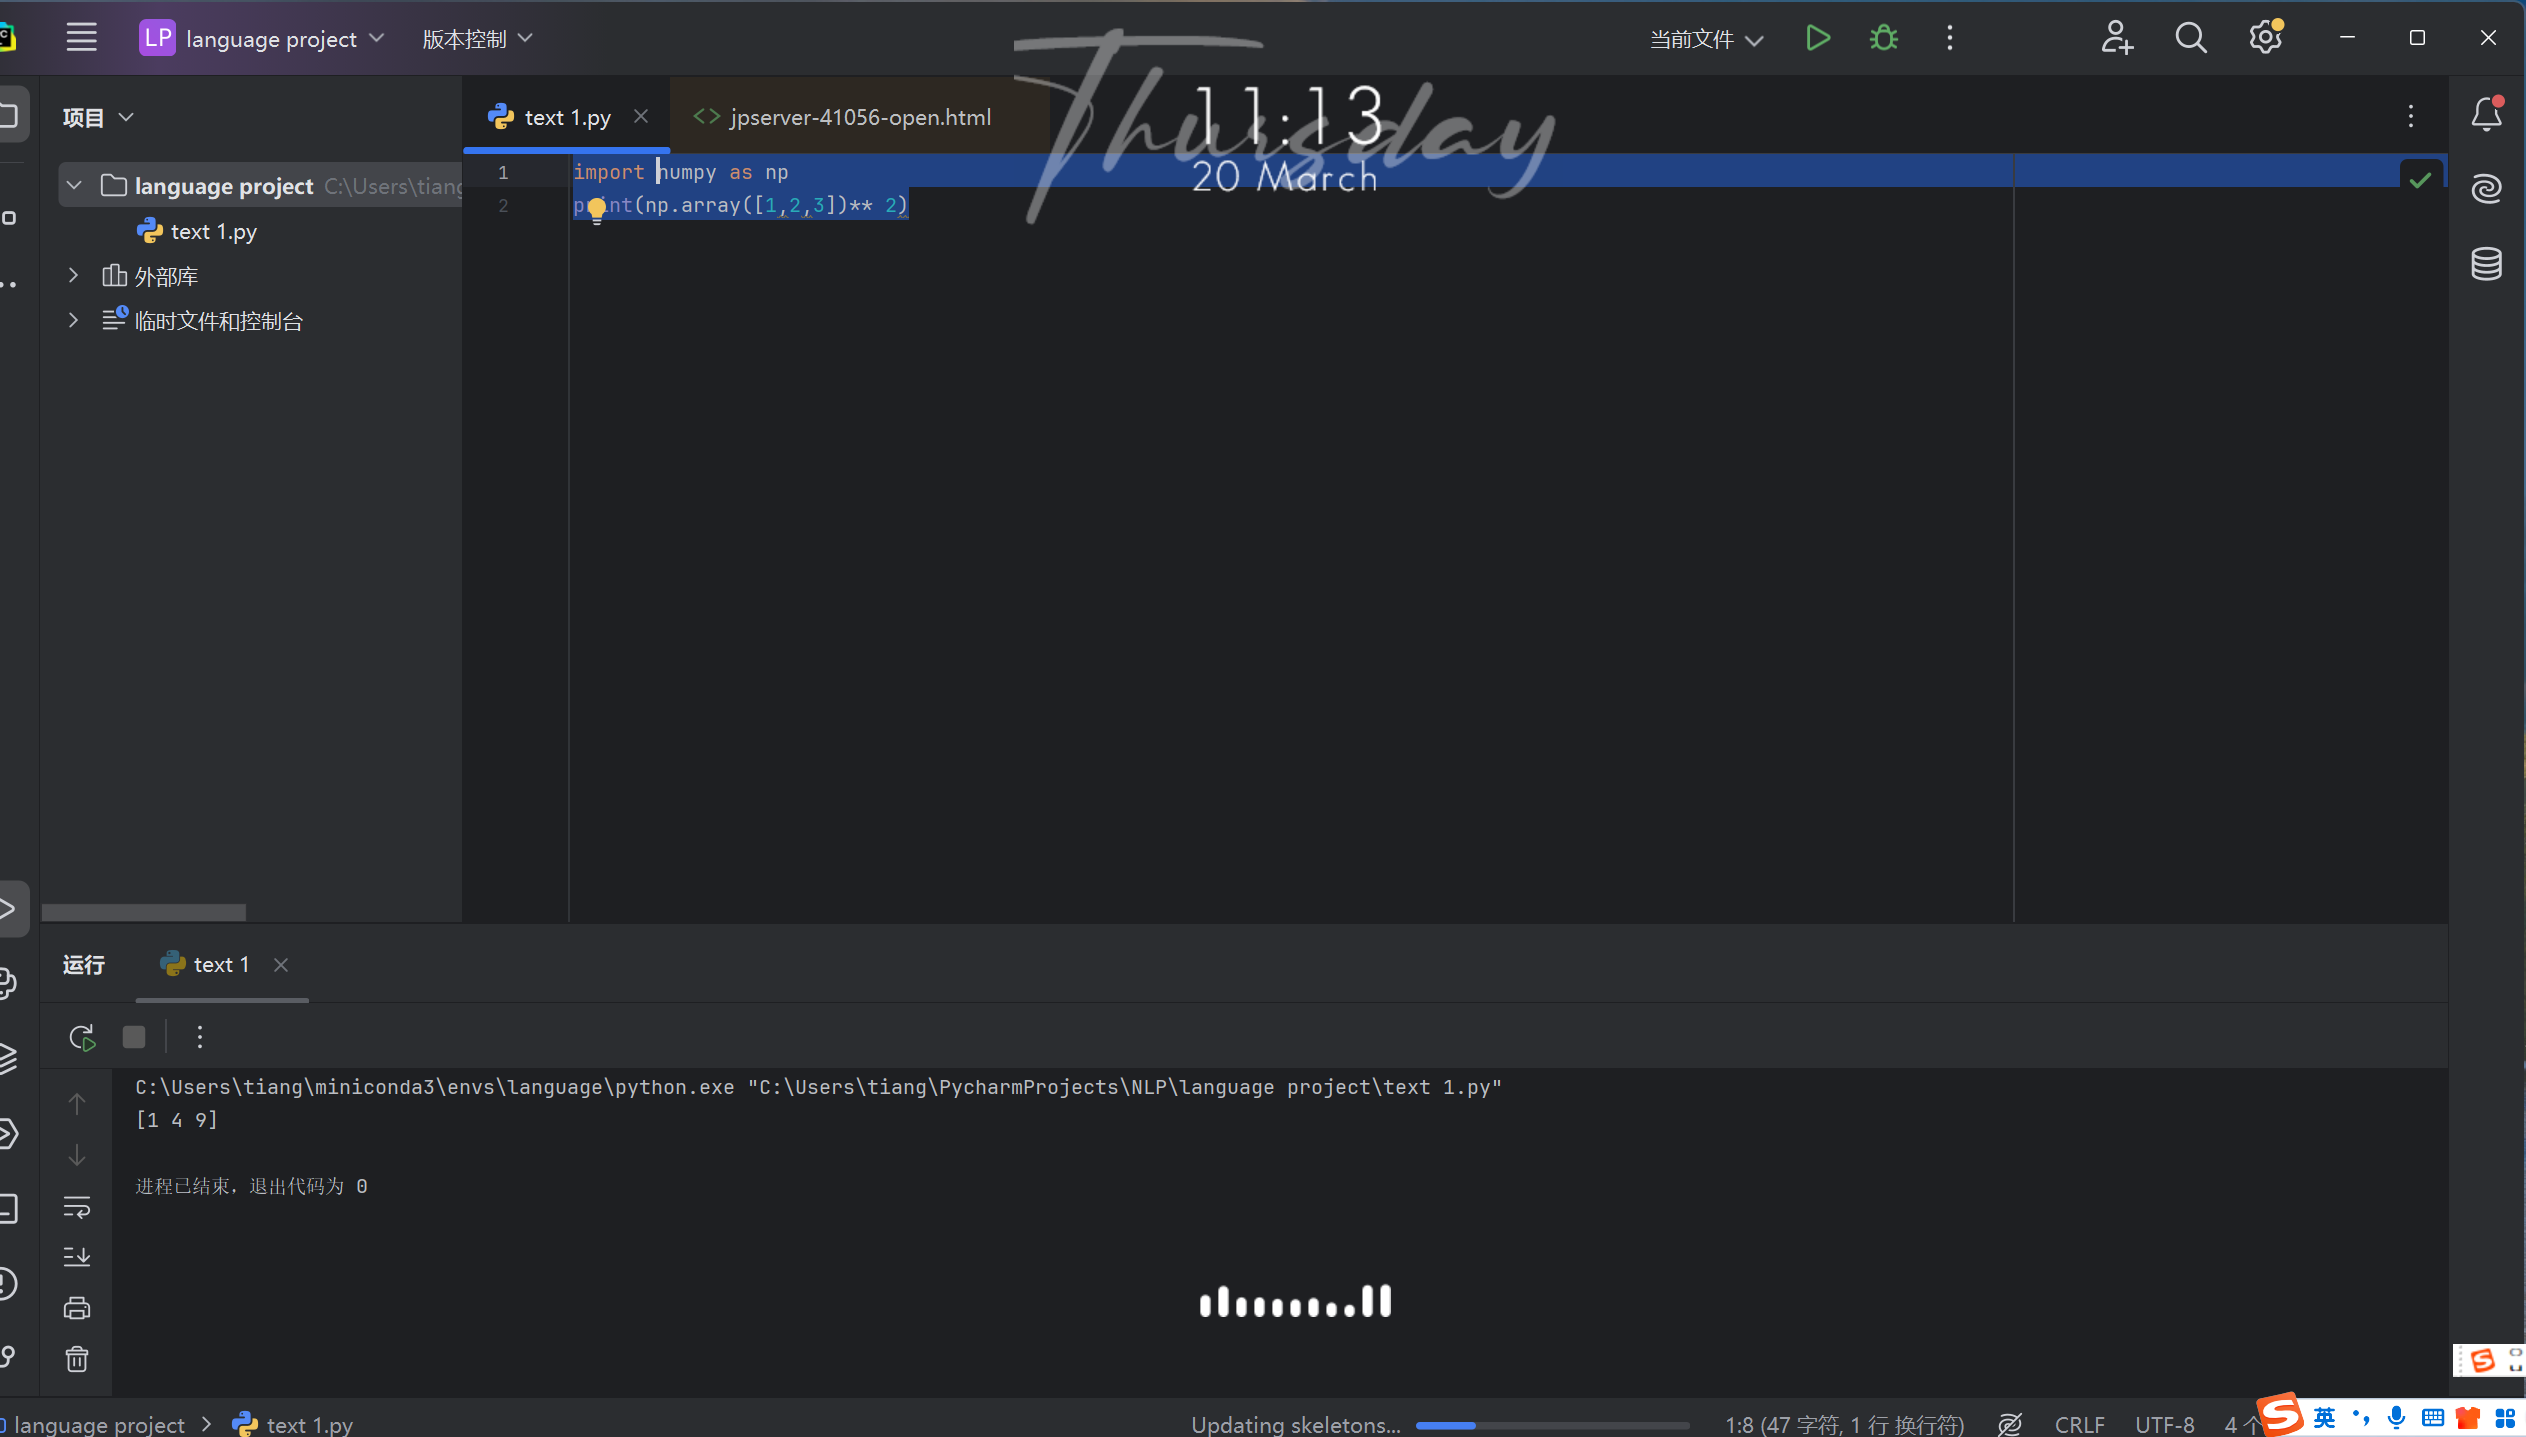 LP language project 版本控制 当前文件
项目
text 1.py jpserver-41056-open.html
Thursday
11:13
20 March
language project C:\Users\tiang
text 1.py
外部库
临时文件和控制台
1 import numpy as np
2 print(np.array([1,2,3])** 2)
运行 text 1
C:\Users\tiang\miniconda3\envs\language\python.exe "C:\Users\tiang\PycharmProjects\NLP\language project\text 1.py"
[1 4 9]
进程已结束，退出代码为 0
language project text 1.py Updating skeletons... 1:8 (47 字符, 1 行 换行符) CRLF UTF-8 4 个
英